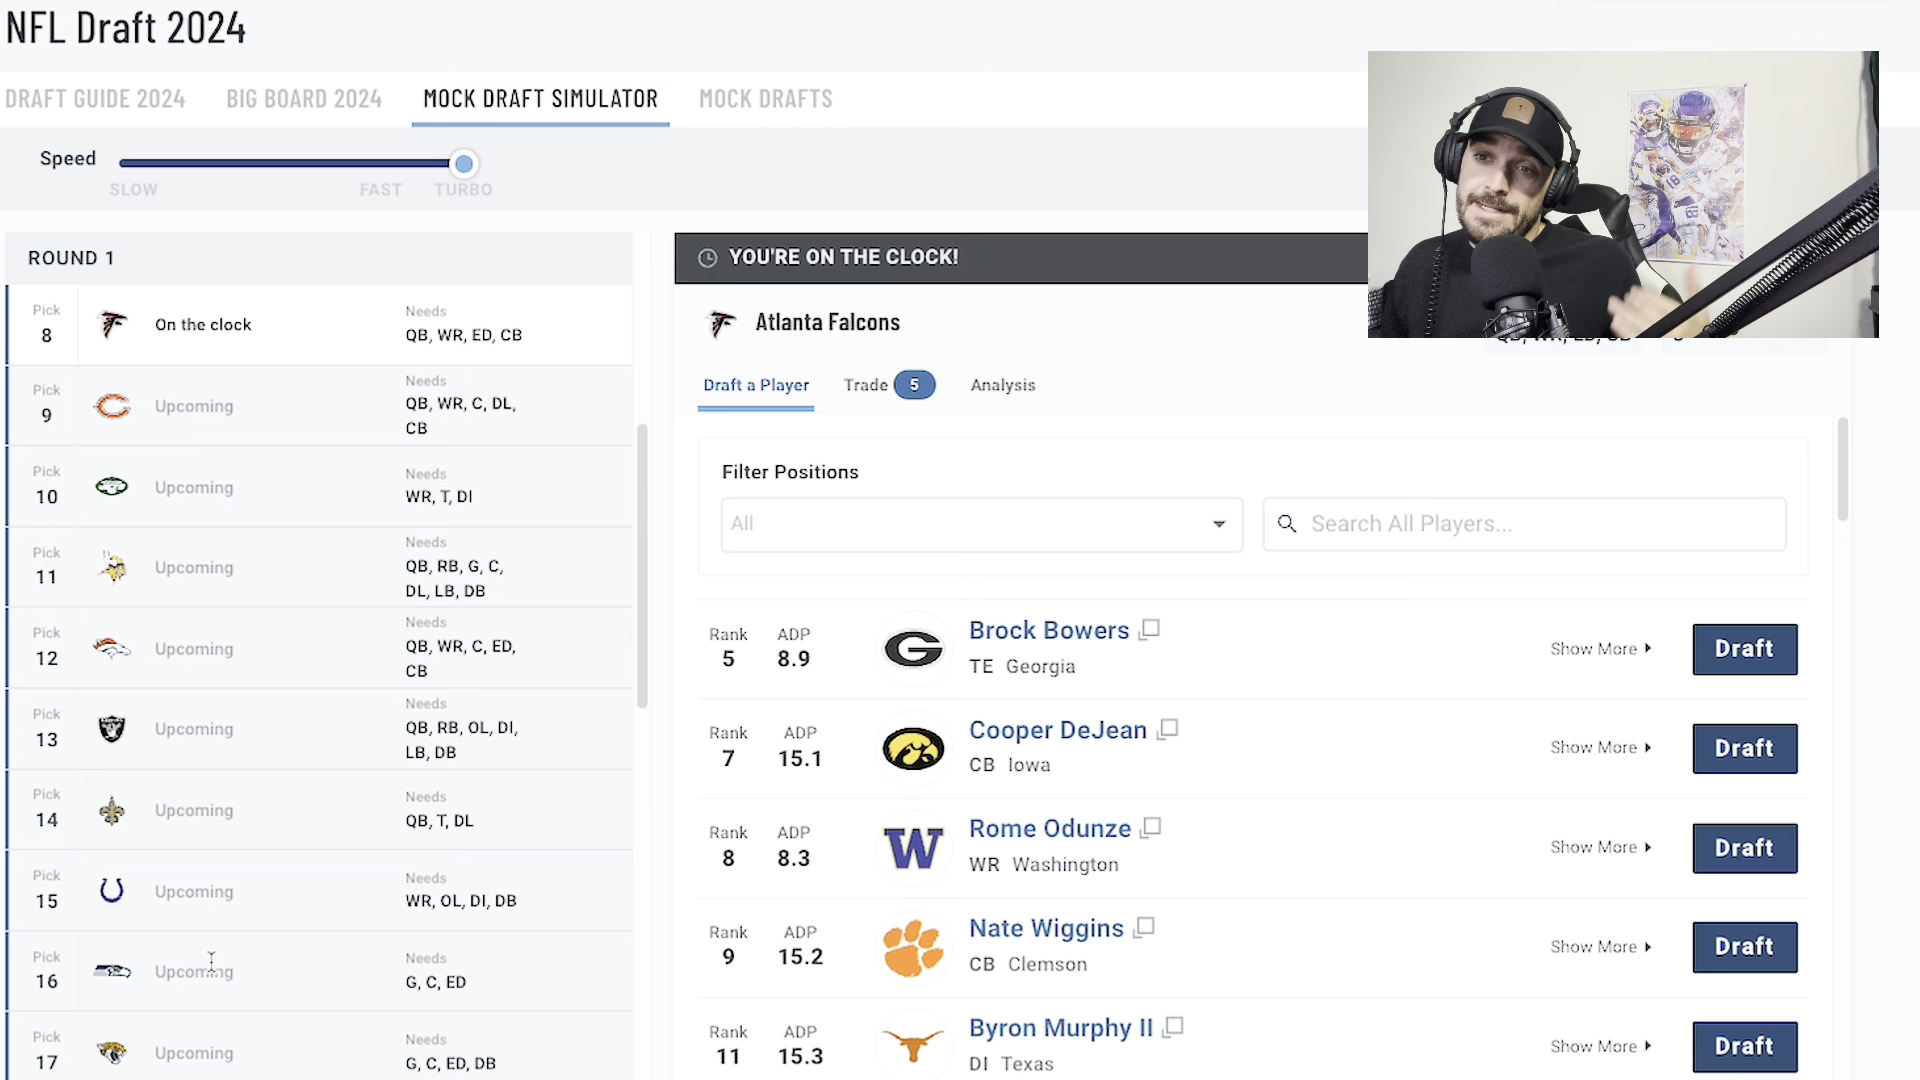 NFL Draft 2024
DRAFT GUIDE 2024 BIG BOARD 2024 MOCK DRAFT SIMULATOR MOCK DRAFTS
Speed
SLOW FAST TURBO
ROUND 1
Pick 8
On the clock
Needs
QB, WR, ED, CB
Pick 9
Upcoming
Needs
QB, WR, C, DL,
CB
Pick 10
Upcoming
Needs
WR, T, DI
Pick 11
Upcoming
Needs
QB, RB, G, C,
DL, LB, DB
Pick 12
Upcoming
Needs
QB, WR, C, ED,
CB
Pick 13
Upcoming
Needs
QB, RB, OL, DI,
LB, DB
Pick 14
Upcoming
Needs
QB, T, DL
Pick 15
Upcoming
Needs
WR, OL, DI, DB
Pick 16
Upcoming
Needs
G, C, ED
Pick 17
Upcoming
Needs
G, C, ED, DB
YOU'RE ON THE CLOCK!
Atlanta Falcons
Draft a Player Trade 5 Analysis
Filter Positions
All
Search All Players...
Rank ADP
5 8.9
Brock Bowers
TE Georgia
Show More
Draft
Rank ADP
7 15.1
Cooper DeJean
CB Iowa
Show More
Draft
Rank ADP
8 8.3
Rome Odunze
WR Washington
Show More
Draft
Rank ADP
9 15.2
Nate Wiggins
CB Clemson
Show More
Draft
Rank ADP
11 15.3
Byron Murphy II
DI Texas
Show More
Draft